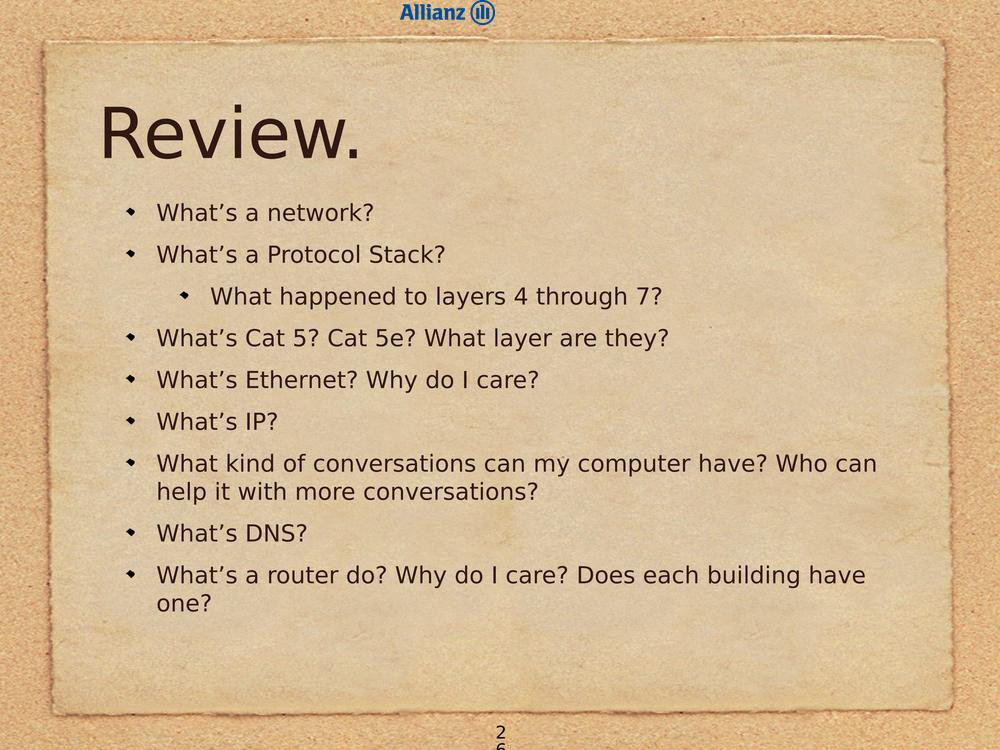 Allianz
Review.
What’s a network?
What’s a Protocol Stack?
What happened to layers 4 through 7?
What’s Cat 5? Cat 5e? What layer are they?
What’s Ethernet? Why do I care?
What’s IP?
What kind of conversations can my computer have? Who can
help it with more conversations?
What’s DNS?
What’s a router do? Why do I care? Does each building have
one?
2
6